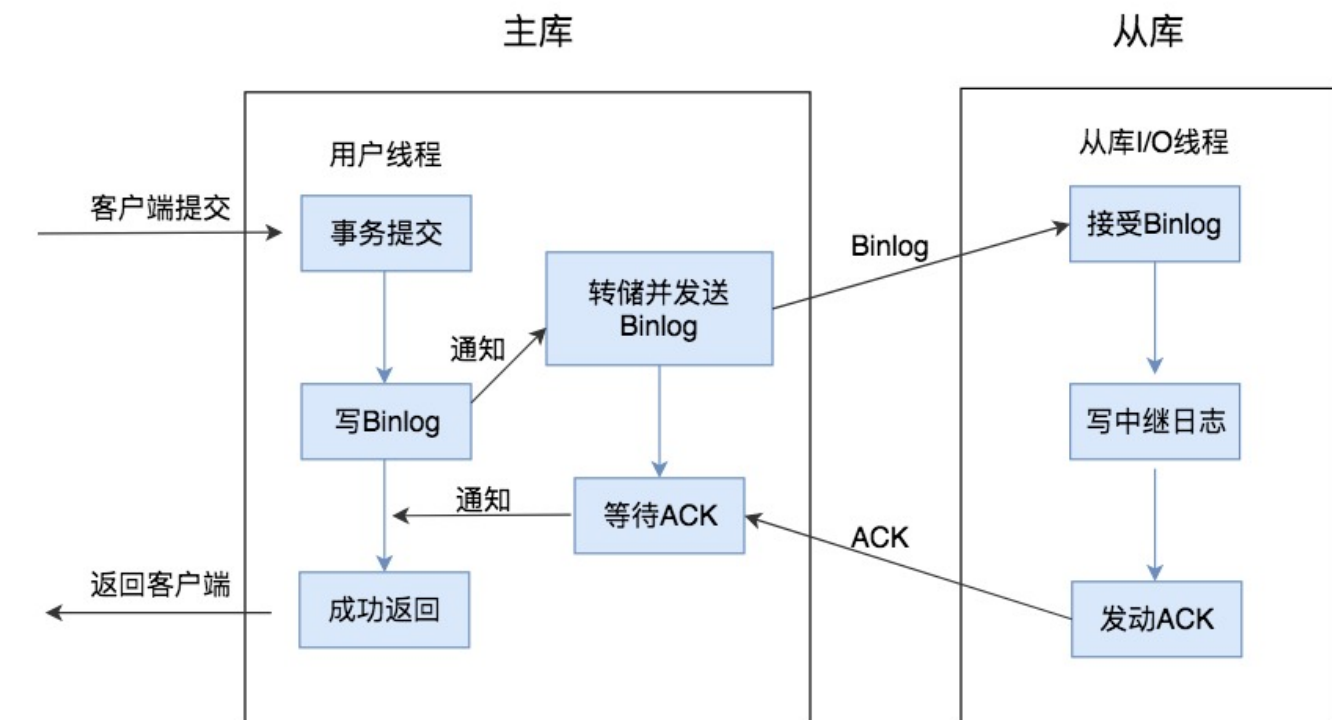 主库
从库
用户线程
从库I/O线程
客户端提交
事务提交
接受Binlog
Binlog
转储并发送
Binlog
通知
写Binlog
写中继日志
通知
等待ACK
ACK
返回客户端
成功返回
发动ACK